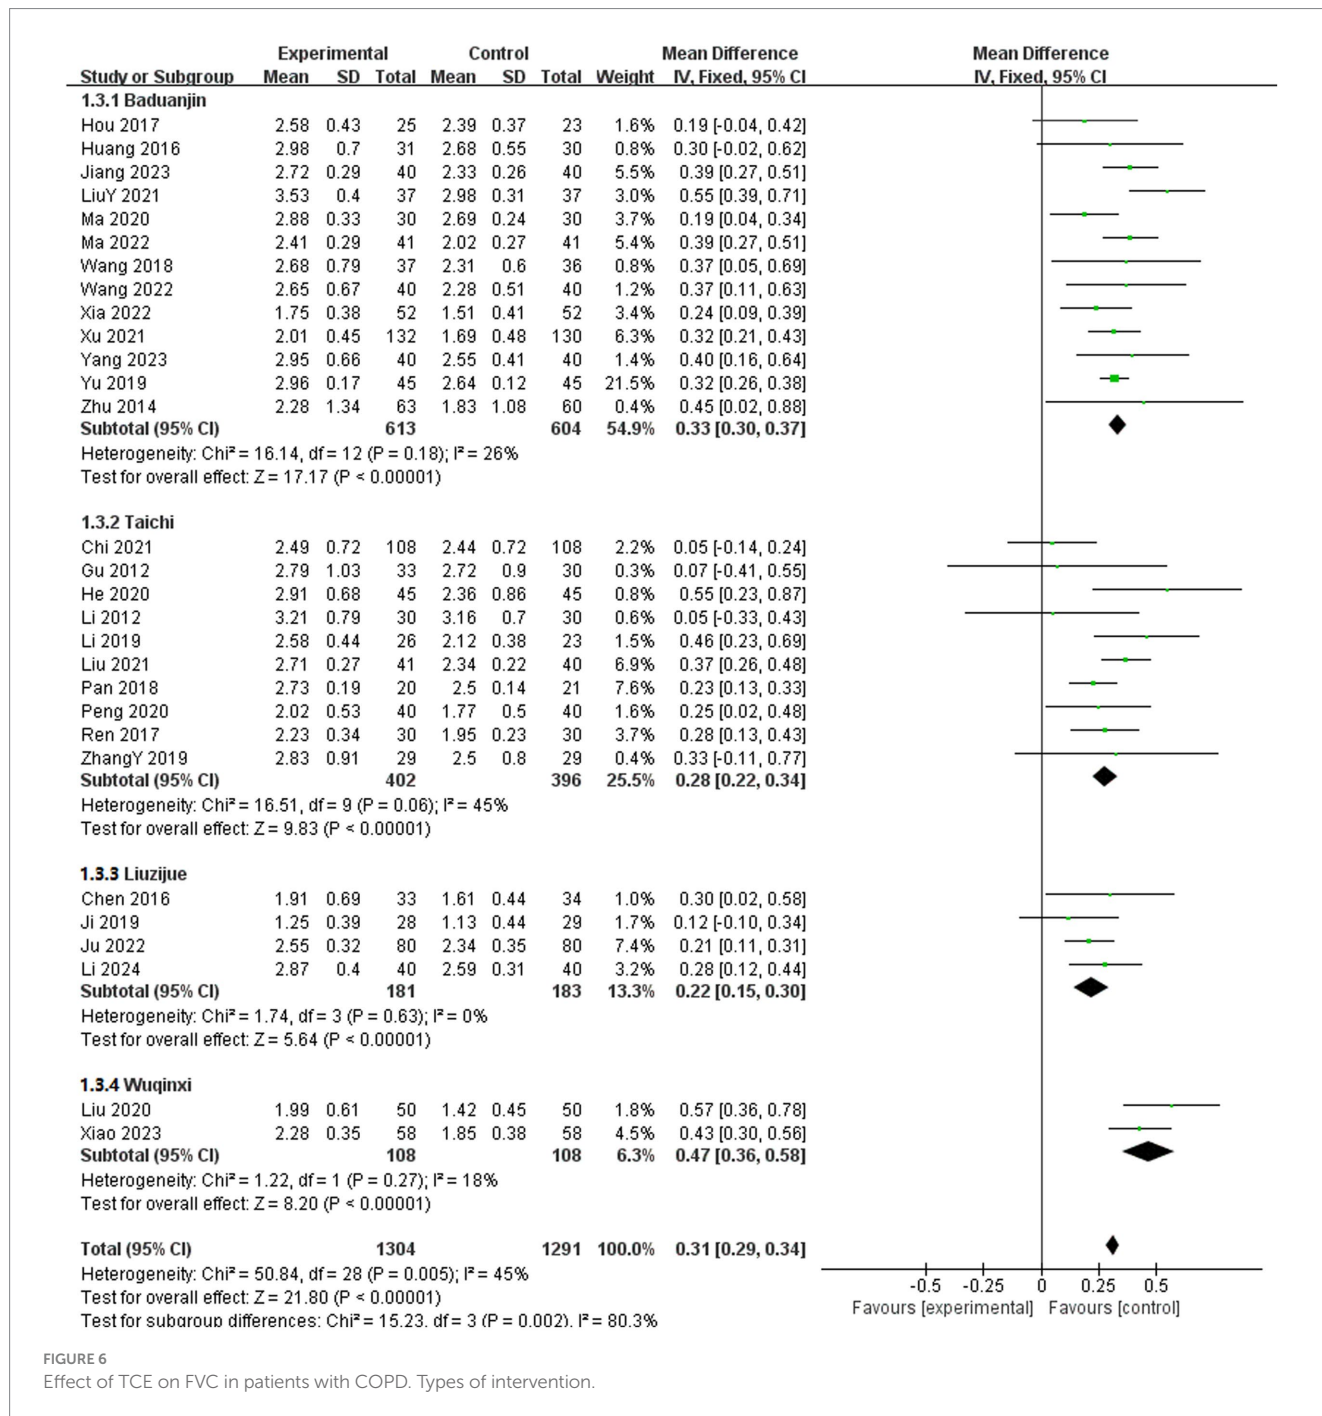 Experimental Control Mean Difference Mean Difference
Study or Subgroup Mean SD Total Mean SD Total Weight IV, Fixed, 95% CI IV, Fixed, 95% CI
1.3.1 Baduanjin
Hou 2017 2.58 0.43 25 2.39 0.37 23 1.6% 0.19 [-0.04, 0.42]
Huang 2016 2.98 0.7 31 2.68 0.55 30 0.8% 0.30 [-0.02, 0.62]
Jiang 2023 2.72 0.29 40 2.33 0.26 40 5.5% 0.39 [0.27, 0.51]
LiuY 2021 3.53 0.4 37 2.98 0.31 37 3.0% 0.55 [0.39, 0.71]
Ma 2020 2.88 0.33 30 2.69 0.24 30 3.7% 0.19 [0.04, 0.34]
Ma 2022 2.41 0.29 41 2.02 0.27 41 5.4% 0.39 [0.27, 0.51]
Wang 2018 2.68 0.79 37 2.31 0.6 36 0.8% 0.37 [0.05, 0.69]
Wang 2022 2.65 0.67 40 2.28 0.51 40 1.2% 0.37 [0.11, 0.63]
Xia 2022 1.75 0.38 52 1.51 0.41 52 3.4% 0.24 [0.09, 0.39]
Xu 2021 2.01 0.45 132 1.69 0.48 130 6.3% 0.32 [0.21, 0.43]
Yang 2023 2.95 0.66 40 2.55 0.41 40 1.4% 0.40 [0.16, 0.64]
Yu 2019 2.96 0.17 45 2.64 0.12 45 21.5% 0.32 [0.26, 0.38]
Zhu 2014 2.28 1.34 63 1.83 1.08 60 0.4% 0.45 [0.02, 0.88]
Subtotal (95% CI) 613 604 54.9% 0.33 [0.30, 0.37]
Heterogeneity: Chi² = 16.14, df = 12 (P = 0.18); I² = 26%
Test for overall effect: Z = 17.17 (P < 0.00001)
1.3.2 Taichi
Chi 2021 2.49 0.72 108 2.44 0.72 108 2.2% 0.05 [-0.14, 0.24]
Gu 2012 2.79 1.03 33 2.72 0.9 30 0.3% 0.07 [-0.41, 0.55]
He 2020 2.91 0.68 45 2.36 0.86 45 0.8% 0.55 [0.23, 0.87]
Li 2012 3.21 0.79 30 3.16 0.7 30 0.6% 0.05 [-0.33, 0.43]
Li 2019 2.58 0.44 26 2.12 0.38 23 1.5% 0.46 [0.23, 0.69]
Liu 2021 2.71 0.27 41 2.34 0.22 40 6.9% 0.37 [0.26, 0.48]
Pan 2018 2.73 0.19 20 2.5 0.14 21 7.6% 0.23 [0.13, 0.33]
Peng 2020 2.02 0.53 40 1.77 0.5 40 1.6% 0.25 [0.02, 0.48]
Ren 2017 2.23 0.34 30 1.95 0.23 30 3.7% 0.28 [0.13, 0.43]
ZhangY 2019 2.83 0.91 29 2.5 0.8 29 0.4% 0.33 [-0.11, 0.77]
Subtotal (95% CI) 402 396 25.5% 0.28 [0.22, 0.34]
Heterogeneity: Chi² = 16.51, df = 9 (P = 0.06); I² = 45%
Test for overall effect: Z = 9.83 (P < 0.00001)
1.3.3 Liuzijue
Chen 2016 1.91 0.69 33 1.61 0.44 34 1.0% 0.30 [0.02, 0.58]
Ji 2019 1.25 0.39 28 1.13 0.44 29 1.7% 0.12 [-0.10, 0.34]
Ju 2022 2.55 0.32 80 2.34 0.35 80 7.4% 0.21 [0.11, 0.31]
Li 2024 2.87 0.4 40 2.59 0.31 40 3.2% 0.28 [0.12, 0.44]
Subtotal (95% CI) 181 183 13.3% 0.22 [0.15, 0.30]
Heterogeneity: Chi² = 1.74, df = 3 (P = 0.63); I² = 0%
Test for overall effect: Z = 5.64 (P < 0.00001)
1.3.4 Wuqinxi
Liu 2020 1.99 0.61 50 1.42 0.45 50 1.8% 0.57 [0.36, 0.78]
Xiao 2023 2.28 0.35 58 1.85 0.38 58 4.5% 0.43 [0.30, 0.56]
Subtotal (95% CI) 108 108 6.3% 0.47 [0.36, 0.58]
Heterogeneity: Chi² = 1.22, df = 1 (P = 0.27); I² = 18%
Test for overall effect: Z = 8.20 (P < 0.00001)
Total (95% CI) 1304 1291 100.0% 0.31 [0.29, 0.34]
Heterogeneity: Chi² = 50.84, df = 28 (P = 0.005); I² = 45%
Test for overall effect: Z = 21.80 (P < 0.00001)
Test for subgroup differences: Chi² = 15.23. df = 3 (P = 0.002). I² = 80.3%
-0.5 -0.25 0 0.25 0.5
Favours [experimental] Favours [control]
FIGURE 6
Effect of TCE on FVC in patients with COPD. Types of intervention.